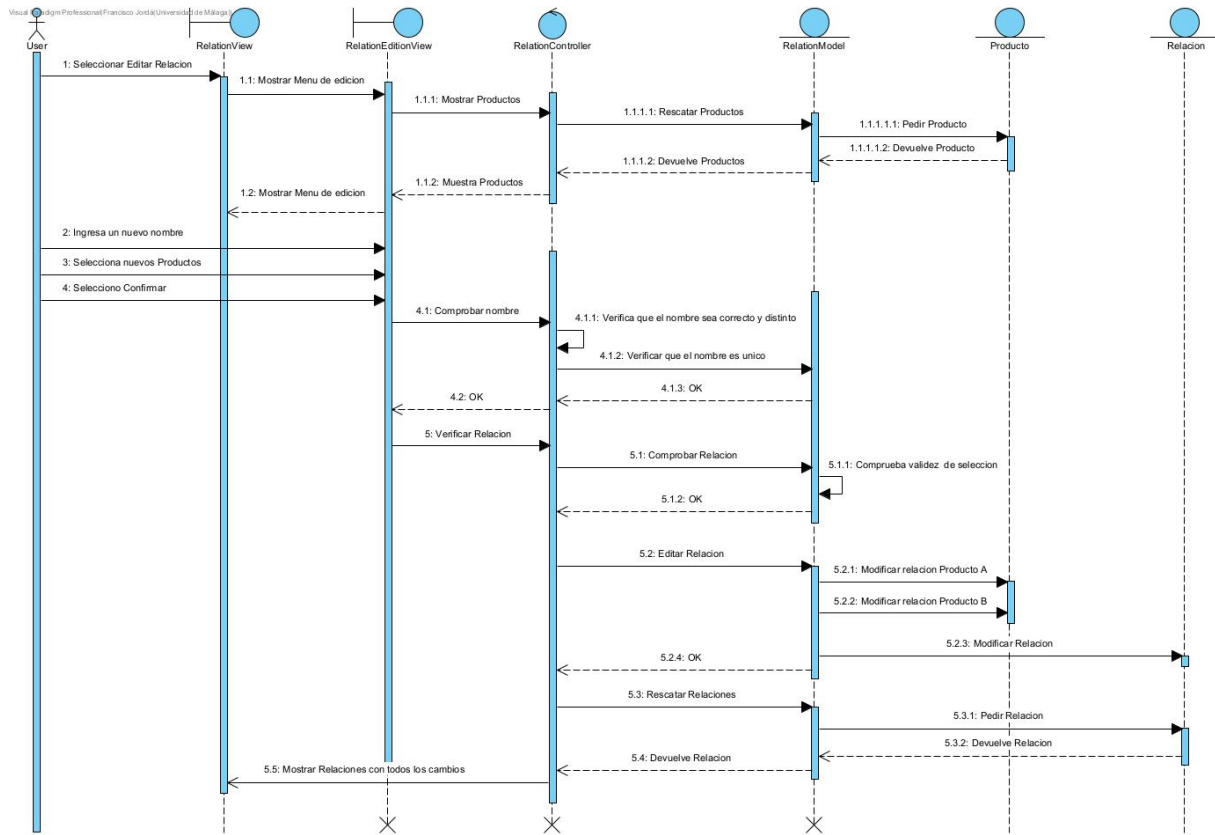 Visual Paradigm Professional(Francisco Jordá(Universidad de Málaga))
User
RelationView
RelationEditionView
RelationController
RelationModel
Producto
Relacion
1: Seleccionar Editar Relacion
1.1: Mostrar Menu de edicion
1.1.1: Mostrar Productos
1.1.1.1: Rescatar Productos
1.1.1.1.1: Pedir Producto
1.1.1.1.2: Devuelve Producto
1.1.1.2: Devuelve Productos
1.1.2: Muestra Productos
1.2: Mostrar Menu de edicion
2: Ingresa un nuevo nombre
3: Selecciona nuevos Productos
4: Selecciono Confirmar
4.1: Comprobar nombre
4.1.1: Verifica que el nombre sea correcto y distinto
4.1.2: Verificar que el nombre es unico
4.1.3: OK
4.2: OK
5: Verificar Relacion
5.1: Comprobar Relacion
5.1.1: Comprueba validez de seleccion
5.1.2: OK
5.2: Editar Relacion
5.2.1: Modificar relacion Producto A
5.2.2: Modificar relacion Producto B
5.2.3: Modificar Relacion
5.2.4: OK
5.3: Rescatar Relaciones
5.3.1: Pedir Relacion
5.3.2: Devuelve Relacion
5.4: Devuelve Relacion
5.5: Mostrar Relaciones con todos los cambios